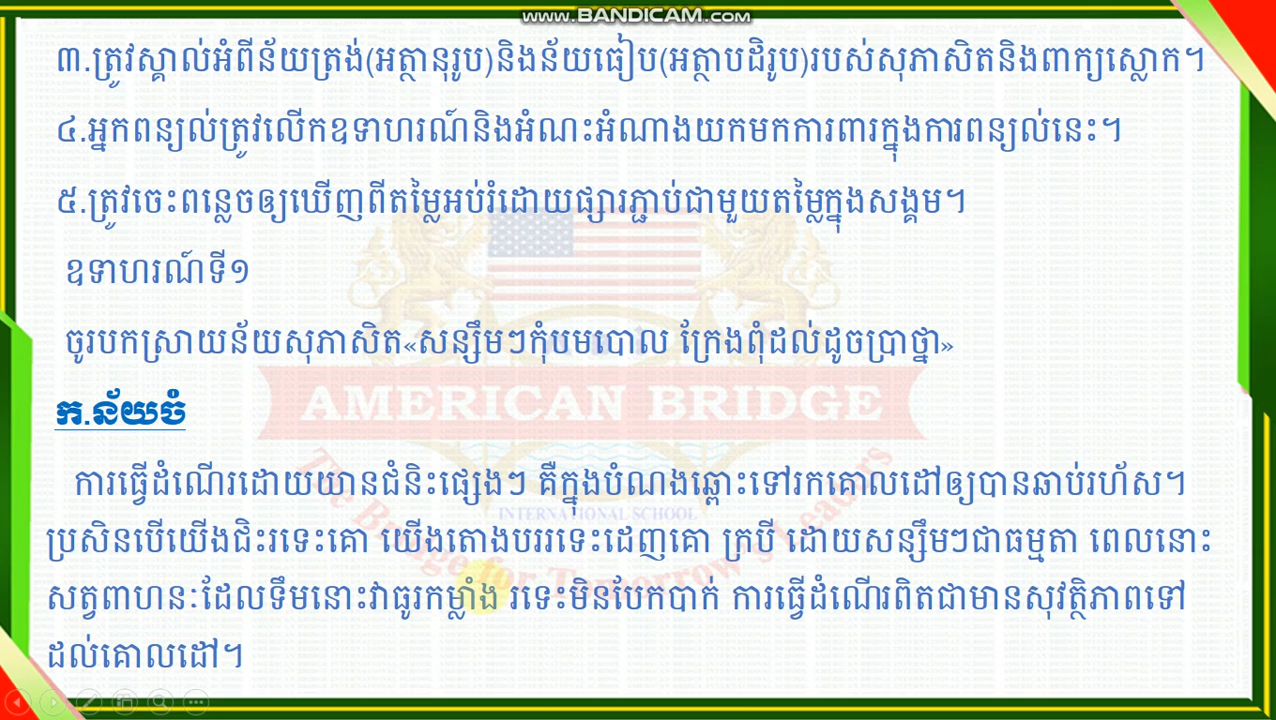 www.BANDICAM.com
៣.ត្រូវស្គាល់អំពីន័យត្រង់(អត្ថានុរូប)និងន័យធៀប(អត្ថាបដិរូប)របស់សុភាសិតនិងពាក្យស្លោក។
៤.អ្នកពន្យល់ត្រូវលើកឧទាហរណ៍និងអំណះអំណាងយកមកការពារក្នុងការពន្យល់នេះ។
៥.ត្រូវចេះពន្លេចឲ្យឃើញពីតម្លៃអប់រំដោយផ្សារភ្ជាប់ជាមួយតម្លៃក្នុងសង្គម។
ឧទាហរណ៍ទី១
ចូរបកស្រាយន័យសុភាសិត«សន្សឹមៗកុំបមបោល ក្រែងពុំដល់ដូចប្រាថ្នា»
AMERICAN BRIDGE
ក.ន័យចំ
ការធ្វើដំណើរដោយយានជំនិះផ្សេងៗ គឺក្នុងបំណងឆ្ពោះទៅរកគោលដៅឲ្យបានឆាប់រហ័ស។
INTERNATIONAL SCHOOL
ប្រសិនបើយើងជិះរទេះគោ យើងតោងបររទេះដេញគោ ក្របី ដោយសន្សឹមៗជាធម្មតា ពេលនោះ
The Bridge for Tomorrow's Leaders
សត្វពាហនៈដែលទឹមនោះវាធូរកម្លាំង រទេះមិនបែកបាក់ ការធ្វើដំណើរពិតជាមានសុវត្ថិភាពទៅ
ដល់គោលដៅ។